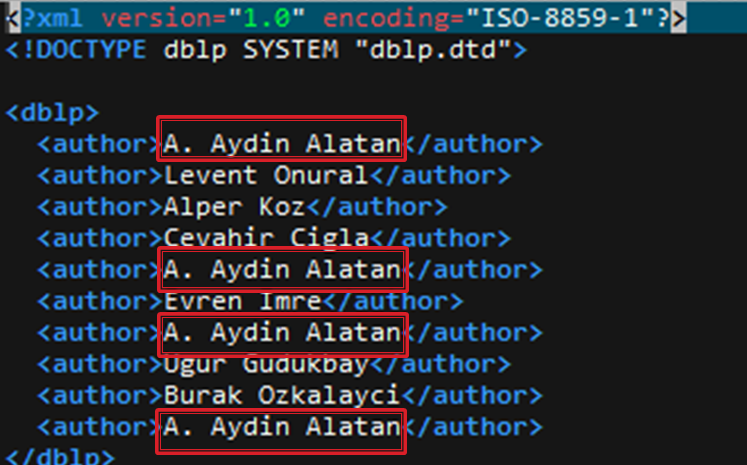 <?xml version="1.0" encoding="ISO-8859-1"?>
<!DOCTYPE dblp SYSTEM "dblp.dtd">
<dblp>
<author>A. Aydin Alatan</author>
<author>Levent Onural</author>
<author>Alper Koz</author>
<author>Cevahir Cigla</author>
<author>A. Aydin Alatan</author>
<author>Evren Imre</author>
<author>A. Aydin Alatan</author>
<author>Ugur Gudukbay</author>
<author>Burak Ozkalayci</author>
<author>A. Aydin Alatan</author>
</dblp>